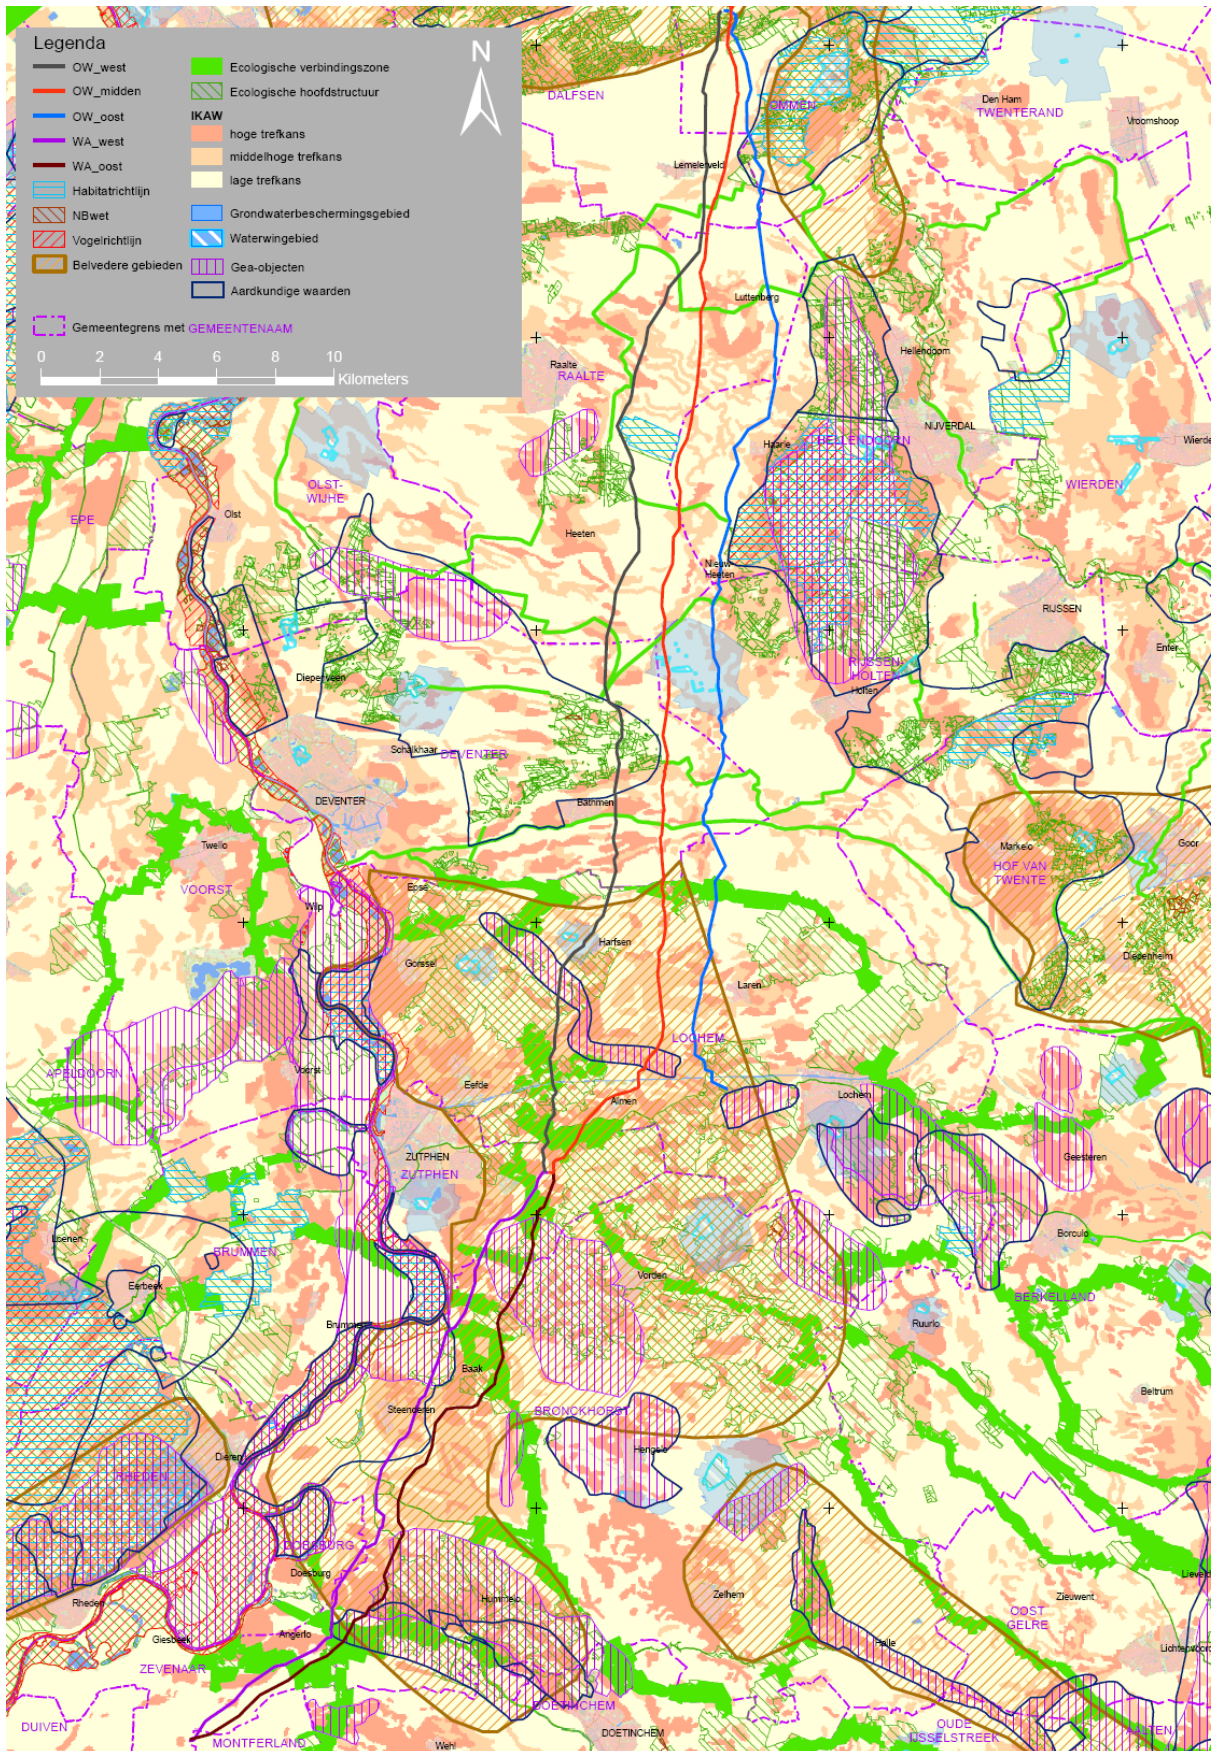 Legenda
OW_west
OW_midden
OW_oost
WA_west
WA_oost
Habitatrichtlijn
NBwet
Vogelrichtlijn
Belvedere gebieden
Gemeentegrens met GEMEENTENAAM
Ecologische verbindingszone
Ecologische hoofdstructuur
IKAW
hoge trefkans
middelhoge trefkans
lage trefkans
Grondwaterbeschermingsgebied
Waterwingebied
Gea-objecten
Aardkundige waarden
N
0 2 4 6 8 10
Kilometers
DALFSEN
OMMEN
Den Ham
TWENTERAND
Vroomshoop
Lemelerveld
Luttenberg
Hellendoorn
Raalte
RAALTE
NIJVERDAL
Haarle
HELLENDOORN
Wierde
WIERDEN
OLST-
WIJHE
EPE
Olst
Heeten
Nieuw-
Heeten
RIJSSEN
Enter
RIJSSEN-
HOLTEN
Holten
Diepenveen
Schalkhaar
DEVENTER
DEVENTER
Bathmen
Twello
VOORST
Markelo
HOF VAN
TWENTE
Goor
Epse
Wilp
Harfsen
Gorssel
Diepenheim
Laren
LOCHEM
APELDOORN
Voorst
Eefde
Almen
Lochem
ZUTPHEN
ZUTPHEN
Geesteren
Loenen
BRUMMEN
Borculo
Eerbeek
Vorden
BERKELLAND
Brummen
Ruurlo
Baak
Beltrum
Steenderen
BRONCKHORST
Hengelo
Dieren
RHEDEN
DOESBURG
Doesburg
Rheden
Hummelo
Zelhem
Zieuwent
Lieveld
OOST
GELRE
Giesbeek
Angerlo
Halle
Lichtenvoord
ZEVENAAR
DOETINCHEM
DUIVEN
MONTFERLAND
Wehl
DOETINCHEM
OUDE
IJSSELSTREEK
AALTEN